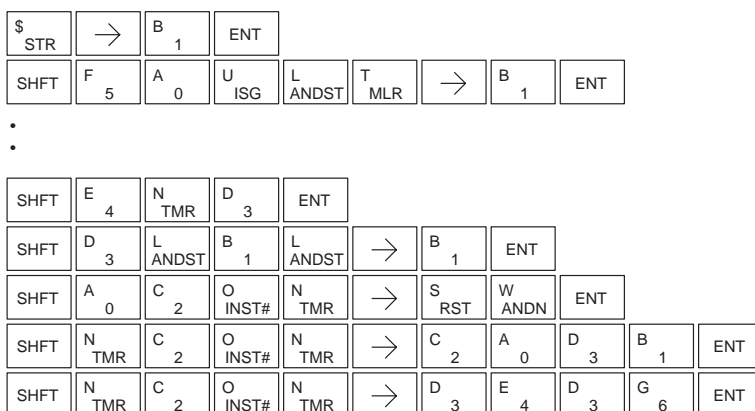 $ STR → B 1 ENT
SHFT F 5 A 0 U ISG L ANDST T MLR → B 1 ENT
•
•
SHFT E 4 N TMR D 3 ENT
SHFT D 3 L ANDST B 1 L ANDST → B 1 ENT
SHFT A 0 C 2 O INST# N TMR → S RST W ANDN ENT
SHFT N TMR C 2 O INST# N TMR → C 2 A 0 D 3 B 1 ENT
SHFT N TMR C 2 O INST# N TMR → D 3 E 4 D 3 G 6 ENT